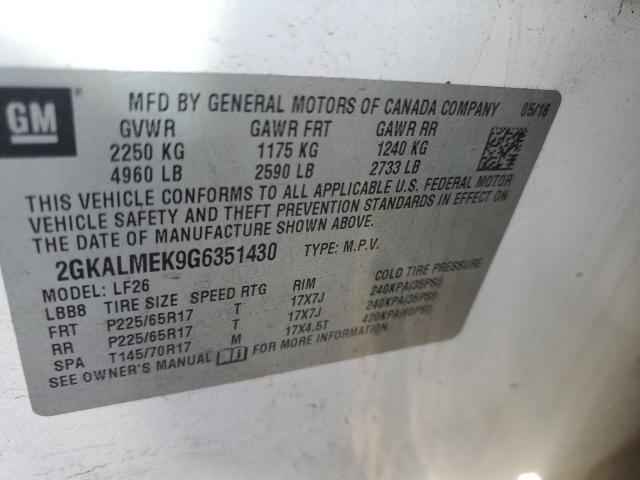 GM ®
MFD BY GENERAL MOTORS OF CANADA COMPANY 05/16
GVWR GAWR FRT GAWR RR
2250 KG 1175 KG 1240 KG
4960 LB 2590 LB 2733 LB
THIS VEHICLE CONFORMS TO ALL APPLICABLE U.S. FEDERAL MOTOR
VEHICLE SAFETY AND THEFT PREVENTION STANDARDS IN EFFECT ON
THE DATE OF MANUFACTURE SHOWN ABOVE.
2GKALMEK9G6351430 TYPE: M.P.V.
MODEL: LF26
LBB8 TIRE SIZE SPEED RTG RIM COLD TIRE PRESSURE
FRT P225/65R17 T 17X7J 240KPA(35PSI)
RR P225/65R17 T 17X7J 240KPA(35PSI)
SPA T145/70R17 M 17X4.5T 420KPA(60PSI)
SEE OWNER'S MANUAL FOR MORE INFORMATION.